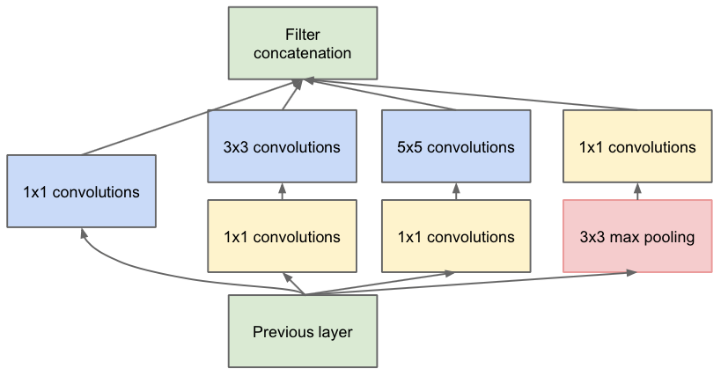 Filter
concatenation
3x3 convolutions
5x5 convolutions
1x1 convolutions
1x1 convolutions
1x1 convolutions
1x1 convolutions
3x3 max pooling
Previous layer